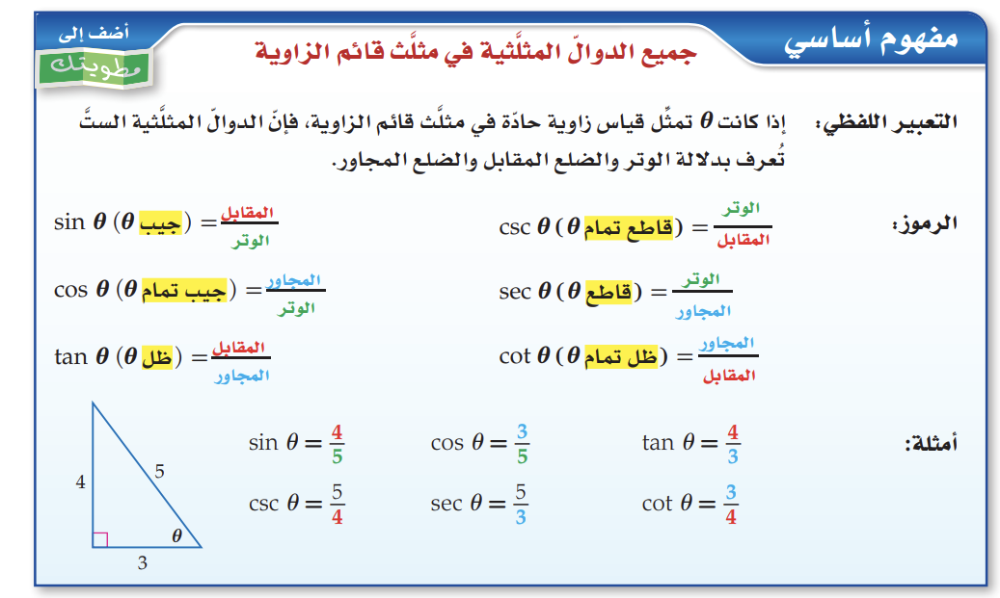 مفهوم أساسي
أضف إلى
مطويتك
جميع الدوالّ المثلَّثية في مثلَّث قائم الزاوية
التعبير اللفظي: إذا كانت θ تمثِّل قياس زاوية حادّة في مثلَّث قائم الزاوية، فإنّ الدوالّ المثلَّثية الستَّ
تُعرف بدلالة الوتر والضلع المقابل والضلع المجاور.
الرموز:
sin θ (θ جيب) = المقابل/الوتر
csc θ (θ قاطع تمام) = الوتر/المقابل
cos θ (θ جيب تمام) = المجاور/الوتر
sec θ (θ قاطع) = الوتر/المجاور
tan θ (θ ظل) = المقابل/المجاور
cot θ (θ ظل تمام) = المجاور/المقابل
أمثلة:
sin θ = 4/5 cos θ = 3/5 tan θ = 4/3
csc θ = 5/4 sec θ = 5/3 cot θ = 3/4
4
5
θ
3